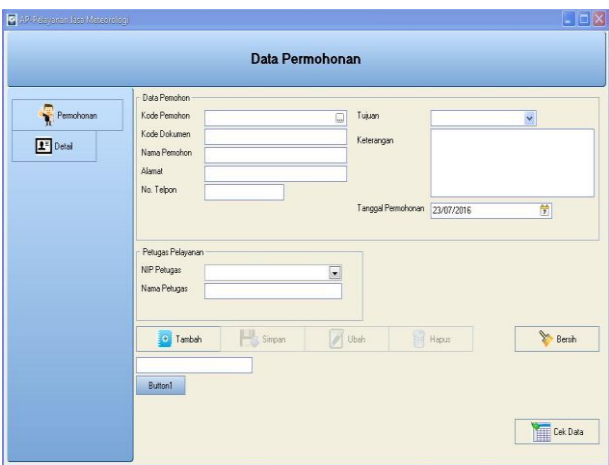 AP-Pelayanan Jasa Meteorologi
Data Permohonan
Permohonan
Detail
Data Pemohon
Kode Pemohon
Kode Dokumen
Nama Pemohon
Alamat
No. Telpon
Tujuan
Keterangan
Tanggal Permohonan 23/07/2016
Petugas Pelayanan
NIP Petugas
Nama Petugas
Tambah Simpan Ubah Hapus Bersih
Button1
Cek Data